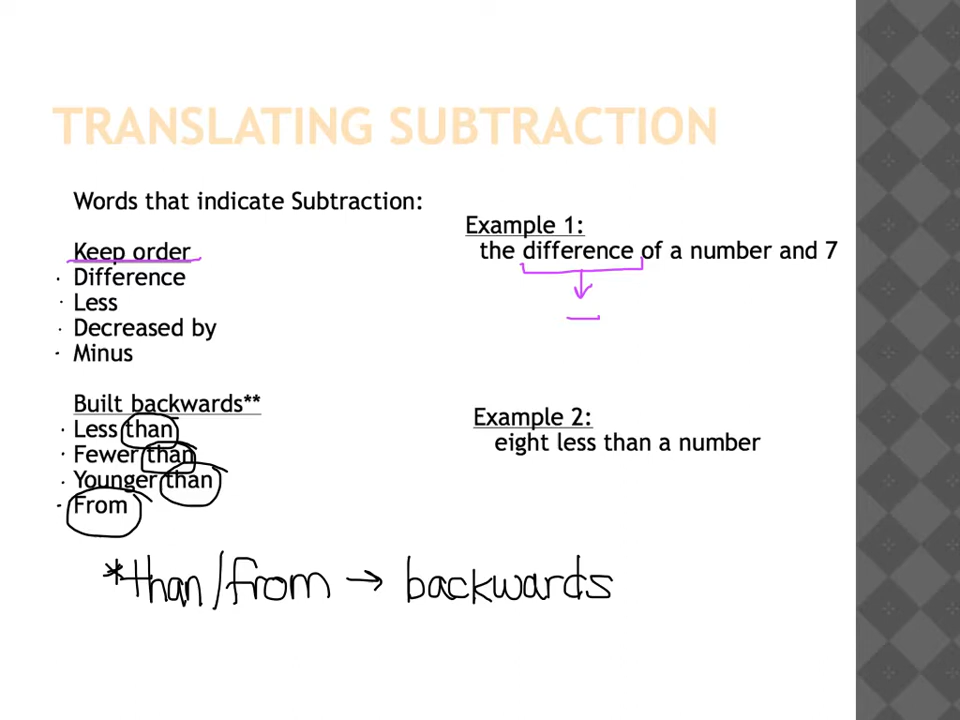 TRANSLATING SUBTRACTION
Words that indicate Subtraction:
Keep order
· Difference
· Less
· Decreased by
· Minus
Built backwards**
· Less than
· Fewer than
· Younger than
· From
Example 1:
the difference of a number and 7
Example 2:
eight less than a number
*than/from → backwards